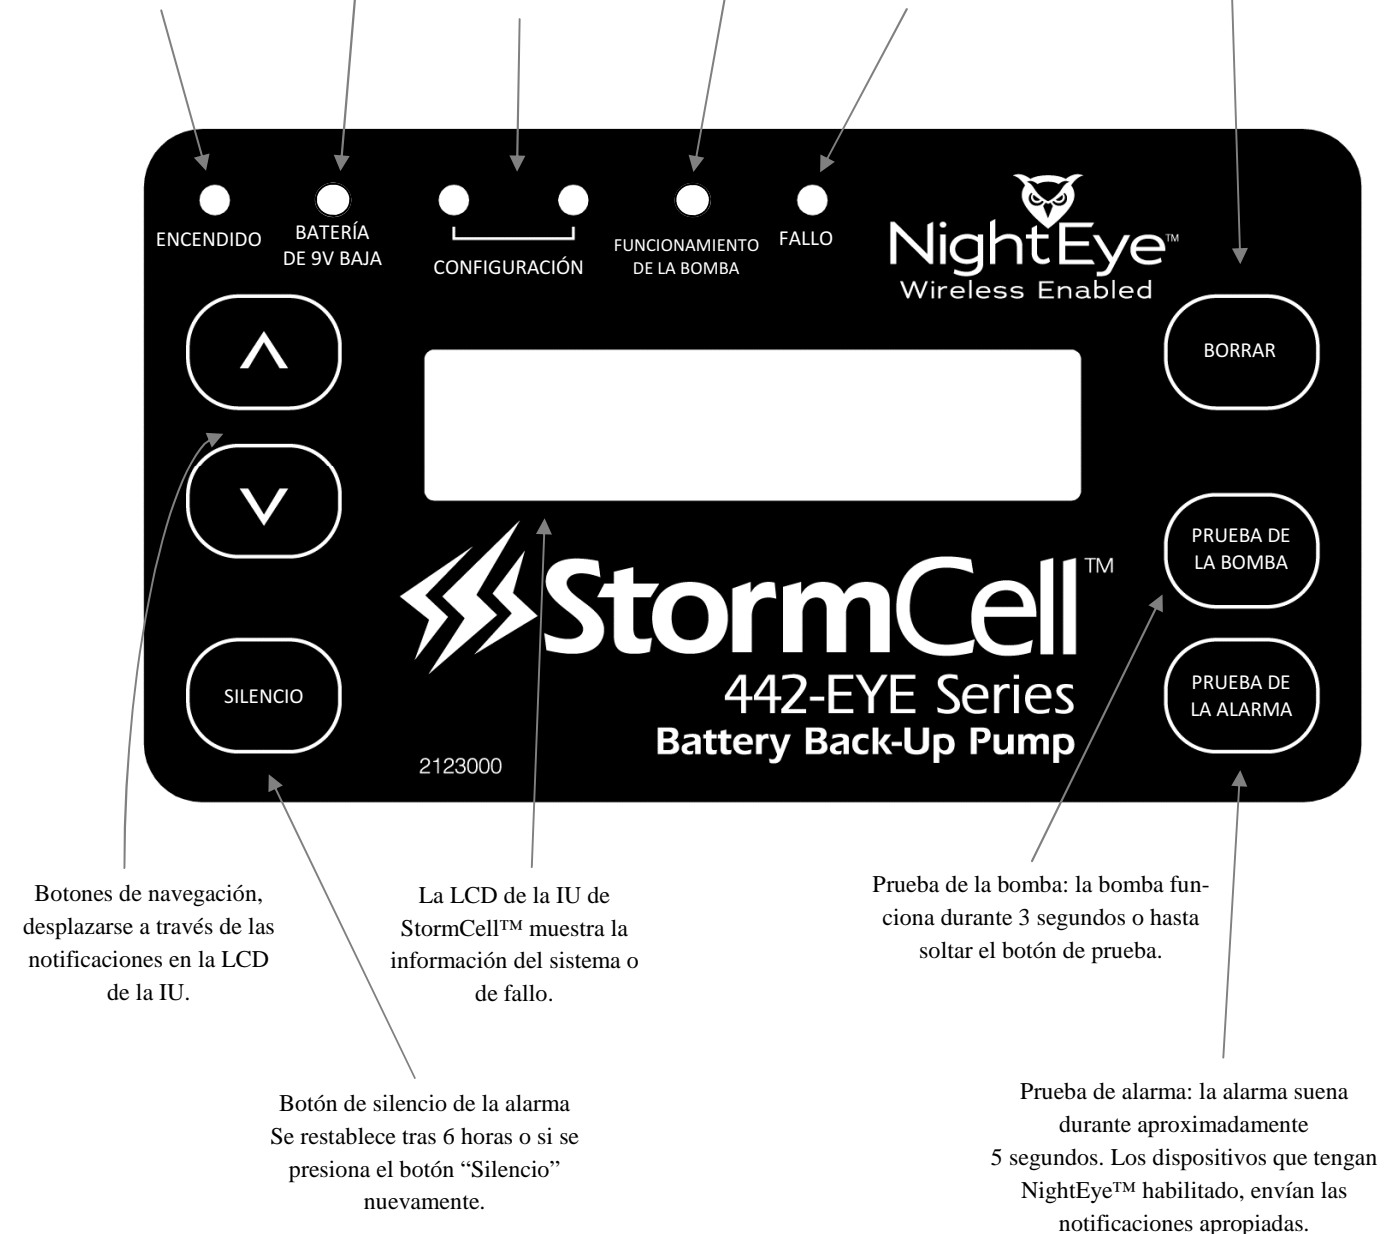 ENCENDIDO
BATERÍA
DE 9V BAJA
CONFIGURACIÓN
FUNCIONAMIENTO
DE LA BOMBA
FALLO
NightEye™
Wireless Enabled
BORRAR
PRUEBA DE
LA BOMBA
StormCell™
442-EYE Series
Battery Back-Up Pump
SILENCIO
PRUEBA DE
LA ALARMA
2123000
Botones de navegación,
desplazarse a través de las
notificaciones en la LCD
de la IU.
La LCD de la IU de
StormCell™ muestra la
información del sistema o
de fallo.
Prueba de la bomba: la bomba fun-
ciona durante 3 segundos o hasta
soltar el botón de prueba.
Botón de silencio de la alarma
Se restablece tras 6 horas o si se
presiona el botón “Silencio”
nuevamente.
Prueba de alarma: la alarma suena
durante aproximadamente
5 segundos. Los dispositivos que tengan
NightEye™ habilitado, envían las
notificaciones apropiadas.